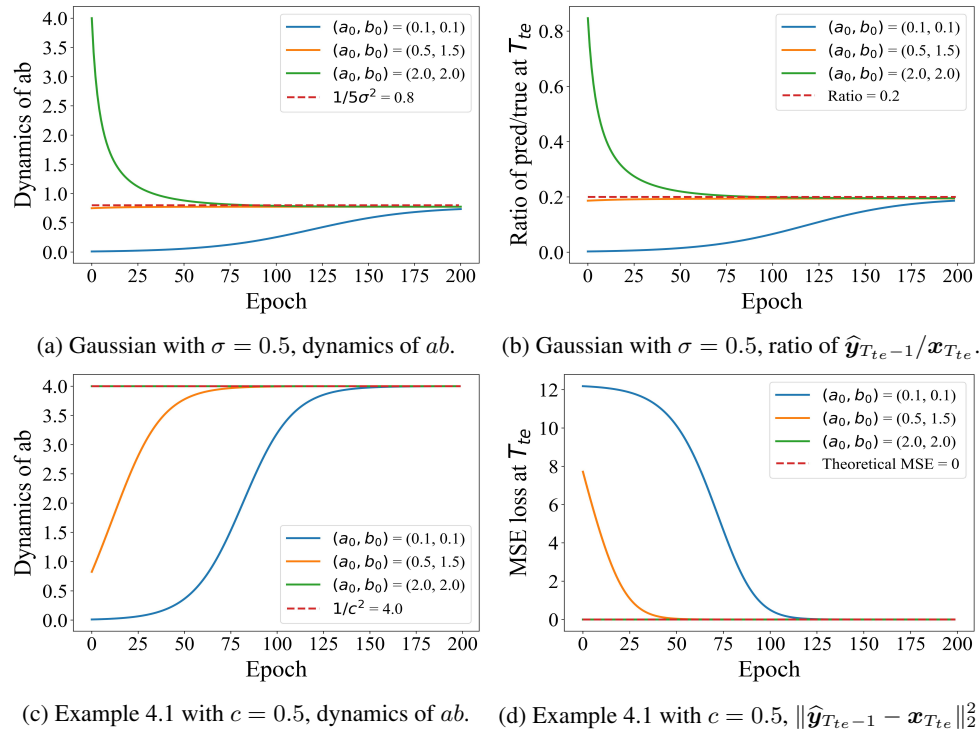 Dynamics of ab
4.0
3.5
3.0
2.5
2.0
1.5
1.0
0.5
0.0
(a₀, b₀) = (0.1, 0.1)
(a₀, b₀) = (0.5, 1.5)
(a₀, b₀) = (2.0, 2.0)
1/5σ² = 0.8
0 25 50 75 100 125 150 175 200
Epoch
(a) Gaussian with σ = 0.5, dynamics of ab.
Ratio of pred/true at T_te
0.8
0.6
0.4
0.2
0.0
(a₀, b₀) = (0.1, 0.1)
(a₀, b₀) = (0.5, 1.5)
(a₀, b₀) = (2.0, 2.0)
Ratio = 0.2
0 25 50 75 100 125 150 175 200
Epoch
(b) Gaussian with σ = 0.5, ratio of ŷ_{T_{te}−1}/x_{T_{te}}.
Dynamics of ab
4.0
3.5
3.0
2.5
2.0
1.5
1.0
0.5
0.0
(a₀, b₀) = (0.1, 0.1)
(a₀, b₀) = (0.5, 1.5)
(a₀, b₀) = (2.0, 2.0)
1/c² = 4.0
0 25 50 75 100 125 150 175 200
Epoch
(c) Example 4.1 with c = 0.5, dynamics of ab.
MSE loss at T_te
12
10
8
6
4
2
0
(a₀, b₀) = (0.1, 0.1)
(a₀, b₀) = (0.5, 1.5)
(a₀, b₀) = (2.0, 2.0)
Theoretical MSE = 0
0 25 50 75 100 125 150 175 200
Epoch
(d) Example 4.1 with c = 0.5, ‖ŷ_{T_{te}−1} − x_{T_{te}}‖₂²